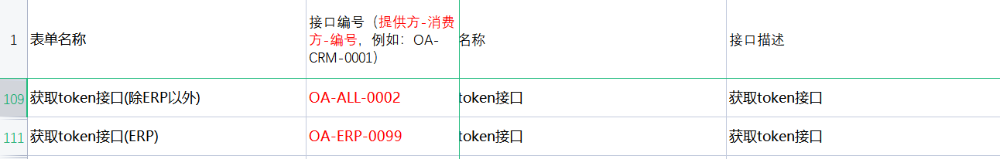 1
表单名称
接口编号（提供方-消费
方-编号，例如：OA-
CRM-0001）
名称
接口描述
109
获取token接口(除ERP以外)
OA-ALL-0002
token接口
获取token接口
111
获取token接口(ERP)
OA-ERP-0099
token接口
获取token接口